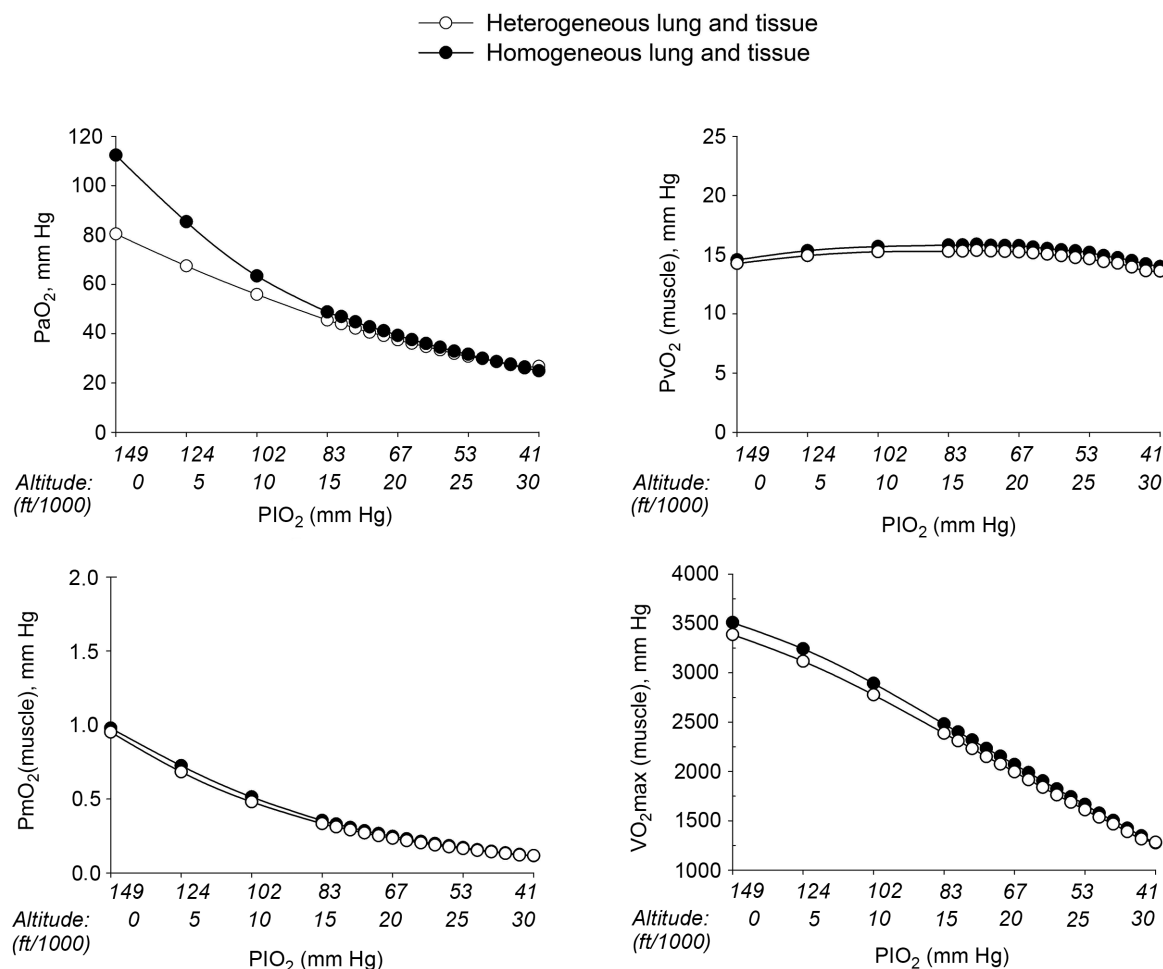 Heterogeneous lung and tissue
Homogeneous lung and tissue
PaO₂, mm Hg
120
100
80
60
40
20
0
149 124 102 83 67 53 41
Altitude: 0 5 10 15 20 25 30
(ft/1000)
PIO₂ (mm Hg)
PvO₂ (muscle), mm Hg
25
20
15
10
5
0
149 124 102 83 67 53 41
Altitude: 0 5 10 15 20 25 30
(ft/1000)
PIO₂ (mm Hg)
PmO₂(muscle), mm Hg
2.0
1.5
1.0
0.5
0.0
149 124 102 83 67 53 41
Altitude: 0 5 10 15 20 25 30
(ft/1000)
PIO₂ (mm Hg)
VO₂max (muscle), mm Hg
4000
3500
3000
2500
2000
1500
1000
149 124 102 83 67 53 41
Altitude: 0 5 10 15 20 25 30
(ft/1000)
PIO₂ (mm Hg)